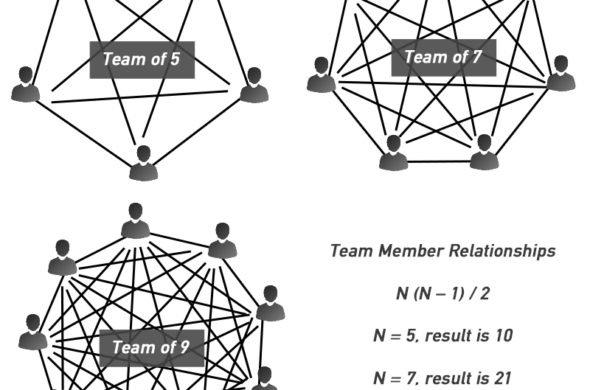 Team of 5
Team of 7
Team of 9
Team Member Relationships
N (N – 1) / 2
N = 5, result is 10
N = 7, result is 21